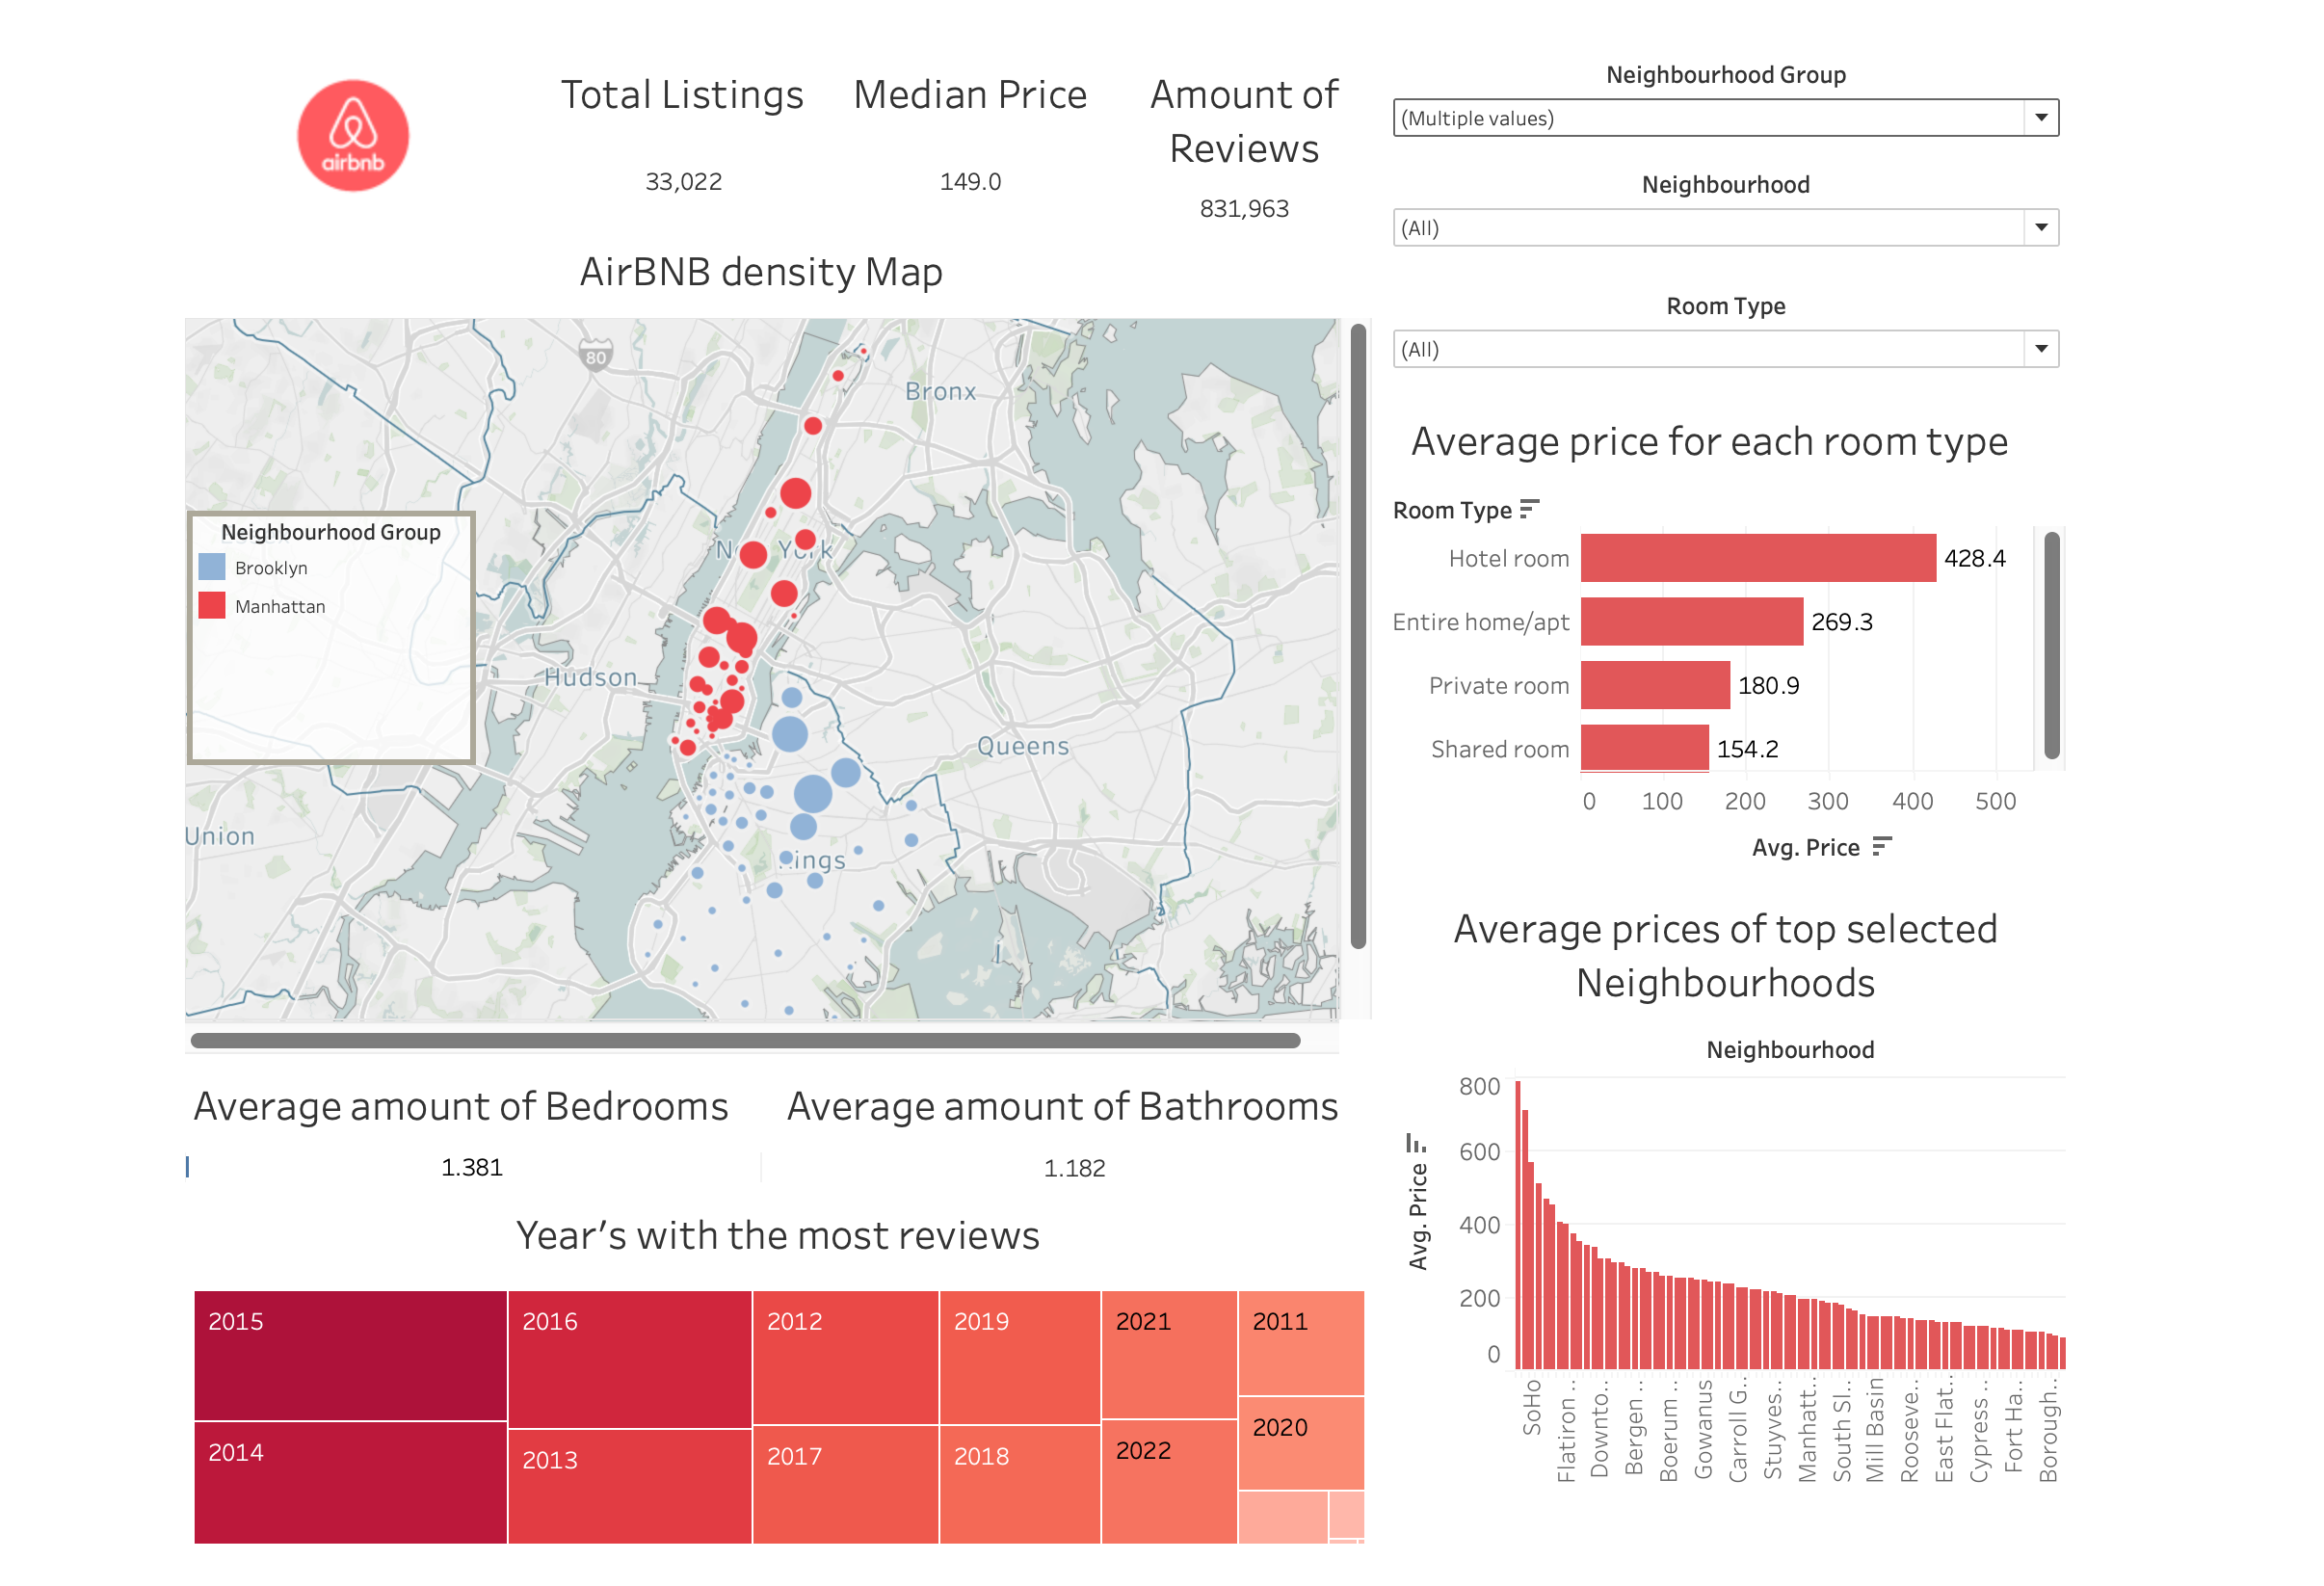 airbnb
Total Listings
33,022
Median Price
149.0
Amount of
Reviews
831,963
Neighbourhood Group
(Multiple values)
Neighbourhood
(All)
Room Type
(All)
AirBNB density Map
80
Bronx
Hudson
Queens
Union
Neighbourhood Group
Brooklyn
Manhattan
Average price for each room type
Room Type
Hotel room 428.4
Entire home/apt 269.3
Private room 180.9
Shared room 154.2
0 100 200 300 400 500
Avg. Price
Average prices of top selected
Neighbourhoods
Neighbourhood
Avg. Price
800
600
400
200
0
SoHo
Flatiron ..
Downto..
Bergen ..
Boerum ..
Gowanus
Carroll G..
Stuyves..
Manhatt..
South Sl..
Mill Basin
Rooseve..
East Flat..
Cypress ..
Fort Ha..
Borough..
Average amount of Bedrooms
1.381
Average amount of Bathrooms
1.182
Year’s with the most reviews
2015
2016
2012
2019
2021
2011
2014
2013
2017
2018
2022
2020